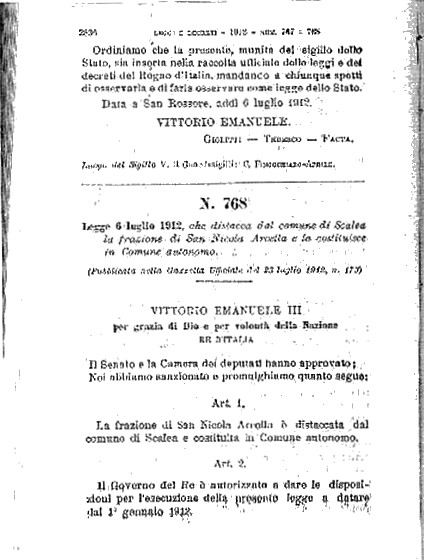 2836 LEGGI E DECRETI - 1912 - NUM. 767 e 768
Ordiniamo che la presente, munita del sigillo dello
Stato, sia inserta nella raccolta ufficiale delle leggi e dei
decreti del Regno d'Italia, mandando a chiunque spetti
di osservarla e di farla osservare come legge dello Stato.
Data a San Rossore, addì 6 luglio 1912.
VITTORIO EMANUELE.
GIOLITTI — TEDESCO — FACTA.
Luogo del Sigillo V. Il Guardasigilli: C. FINOCCHIARO-APRILE.
N. 768
Legge 6 luglio 1912, che distacca dal comune di Scalea
la frazione di San Nicola Arcella e la costituisce
in Comune autonomo.
(Pubblicata nella Gazzetta Ufficiale del 23 luglio 1912, n. 173)
VITTORIO EMANUELE III
per grazia di Dio e per volontà della Nazione
RE D'ITALIA
Il Senato e la Camera dei deputati hanno approvato;
Noi abbiamo sanzionato e promulghiamo quanto segue:
Art. 1.
La frazione di San Nicola Arcella è distaccata dal
comune di Scalea e costituita in Comune autonomo.
Art. 2.
Il Governo del Re è autorizzato a dare le disposi-
zioni per l'esecuzione della presente legge a datare
dal 1° gennaio 1912.